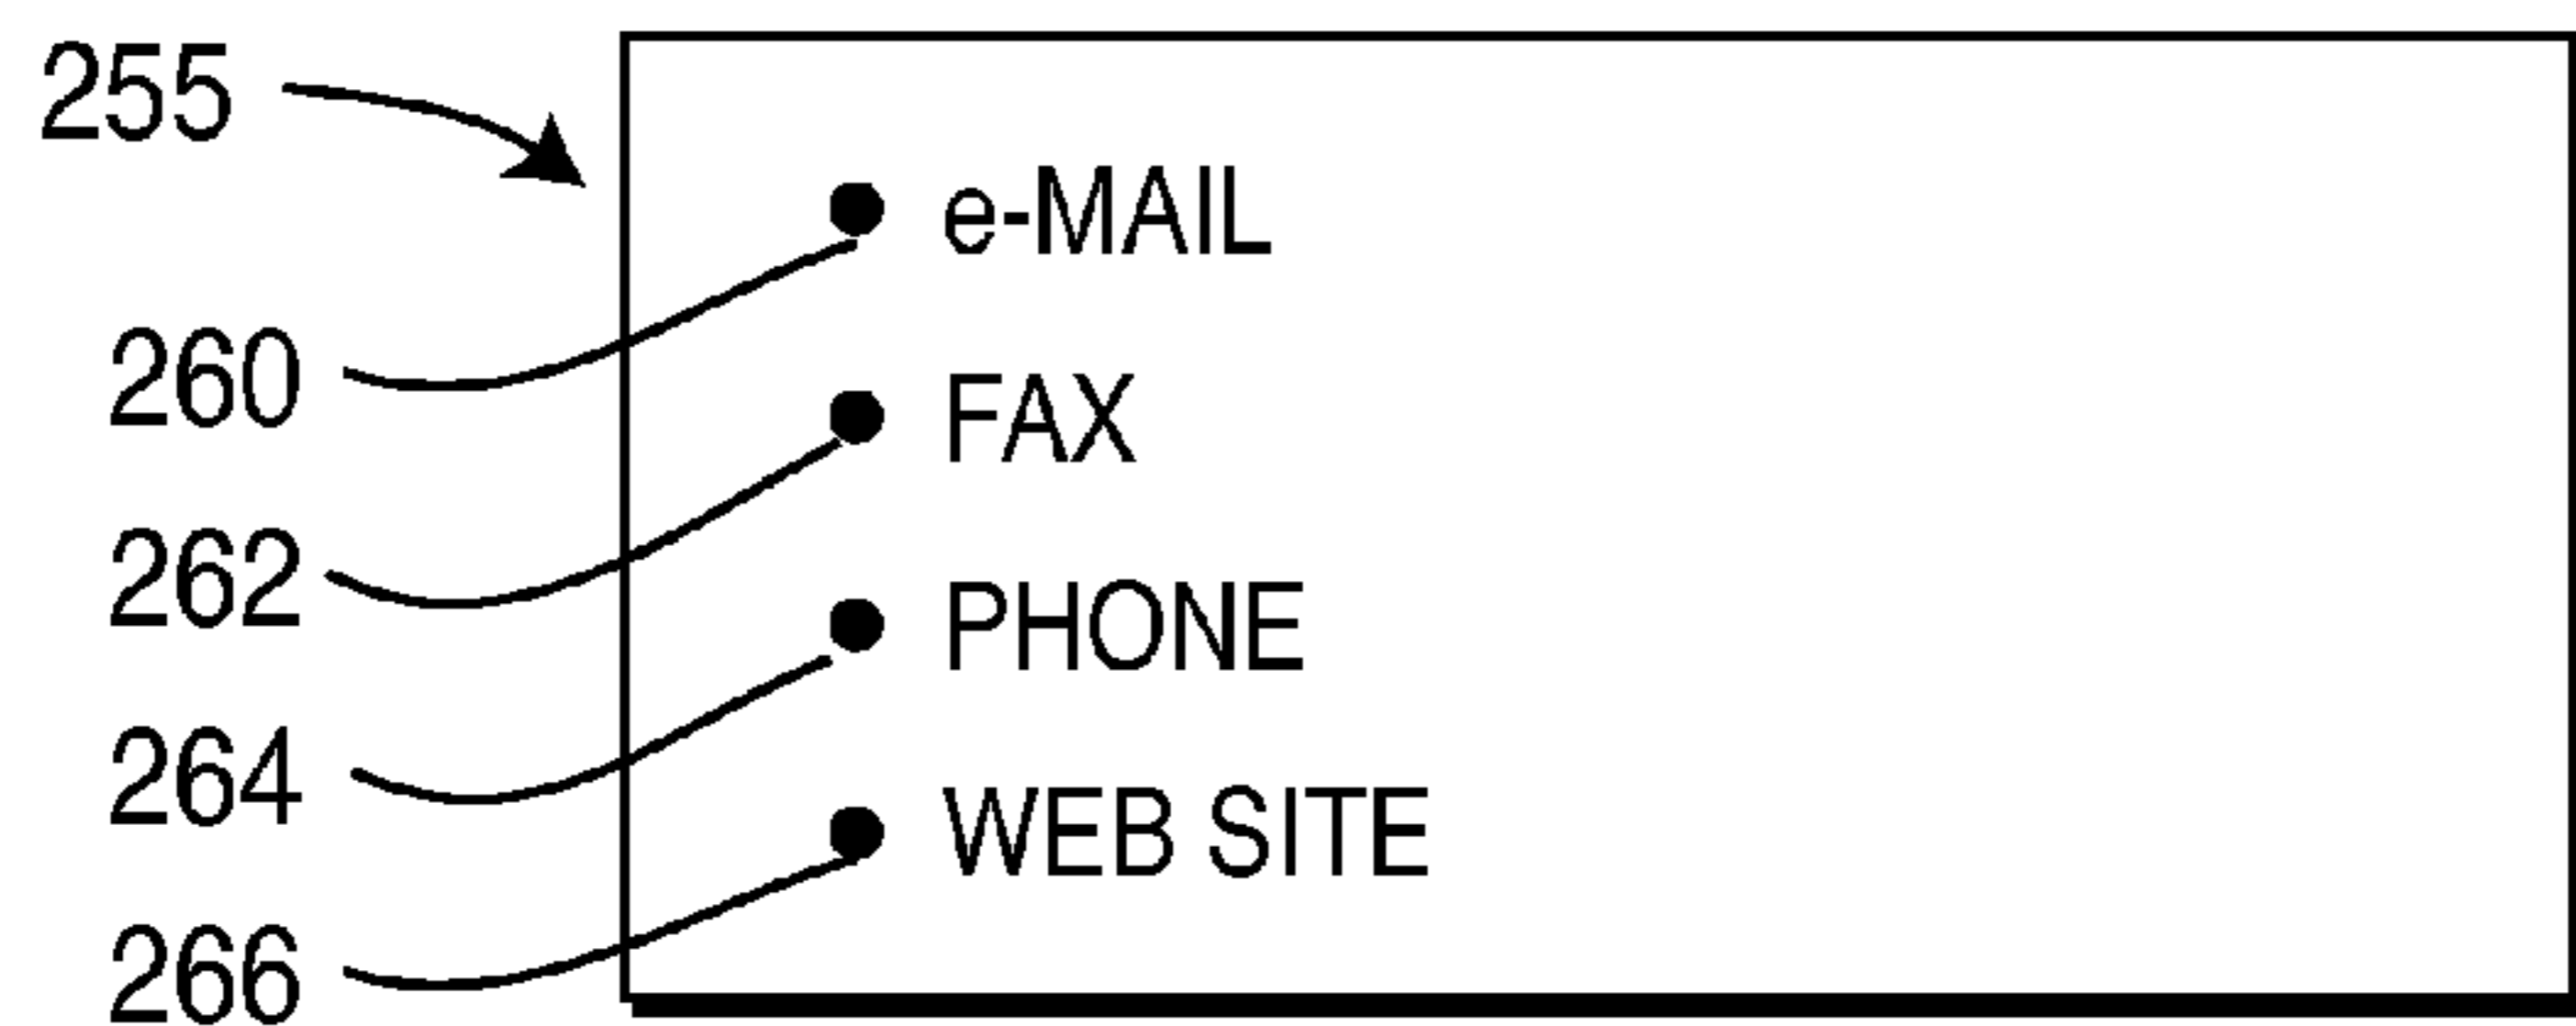 255
• e-MAIL
260
• FAX
262
• PHONE
264
• WEB SITE
266